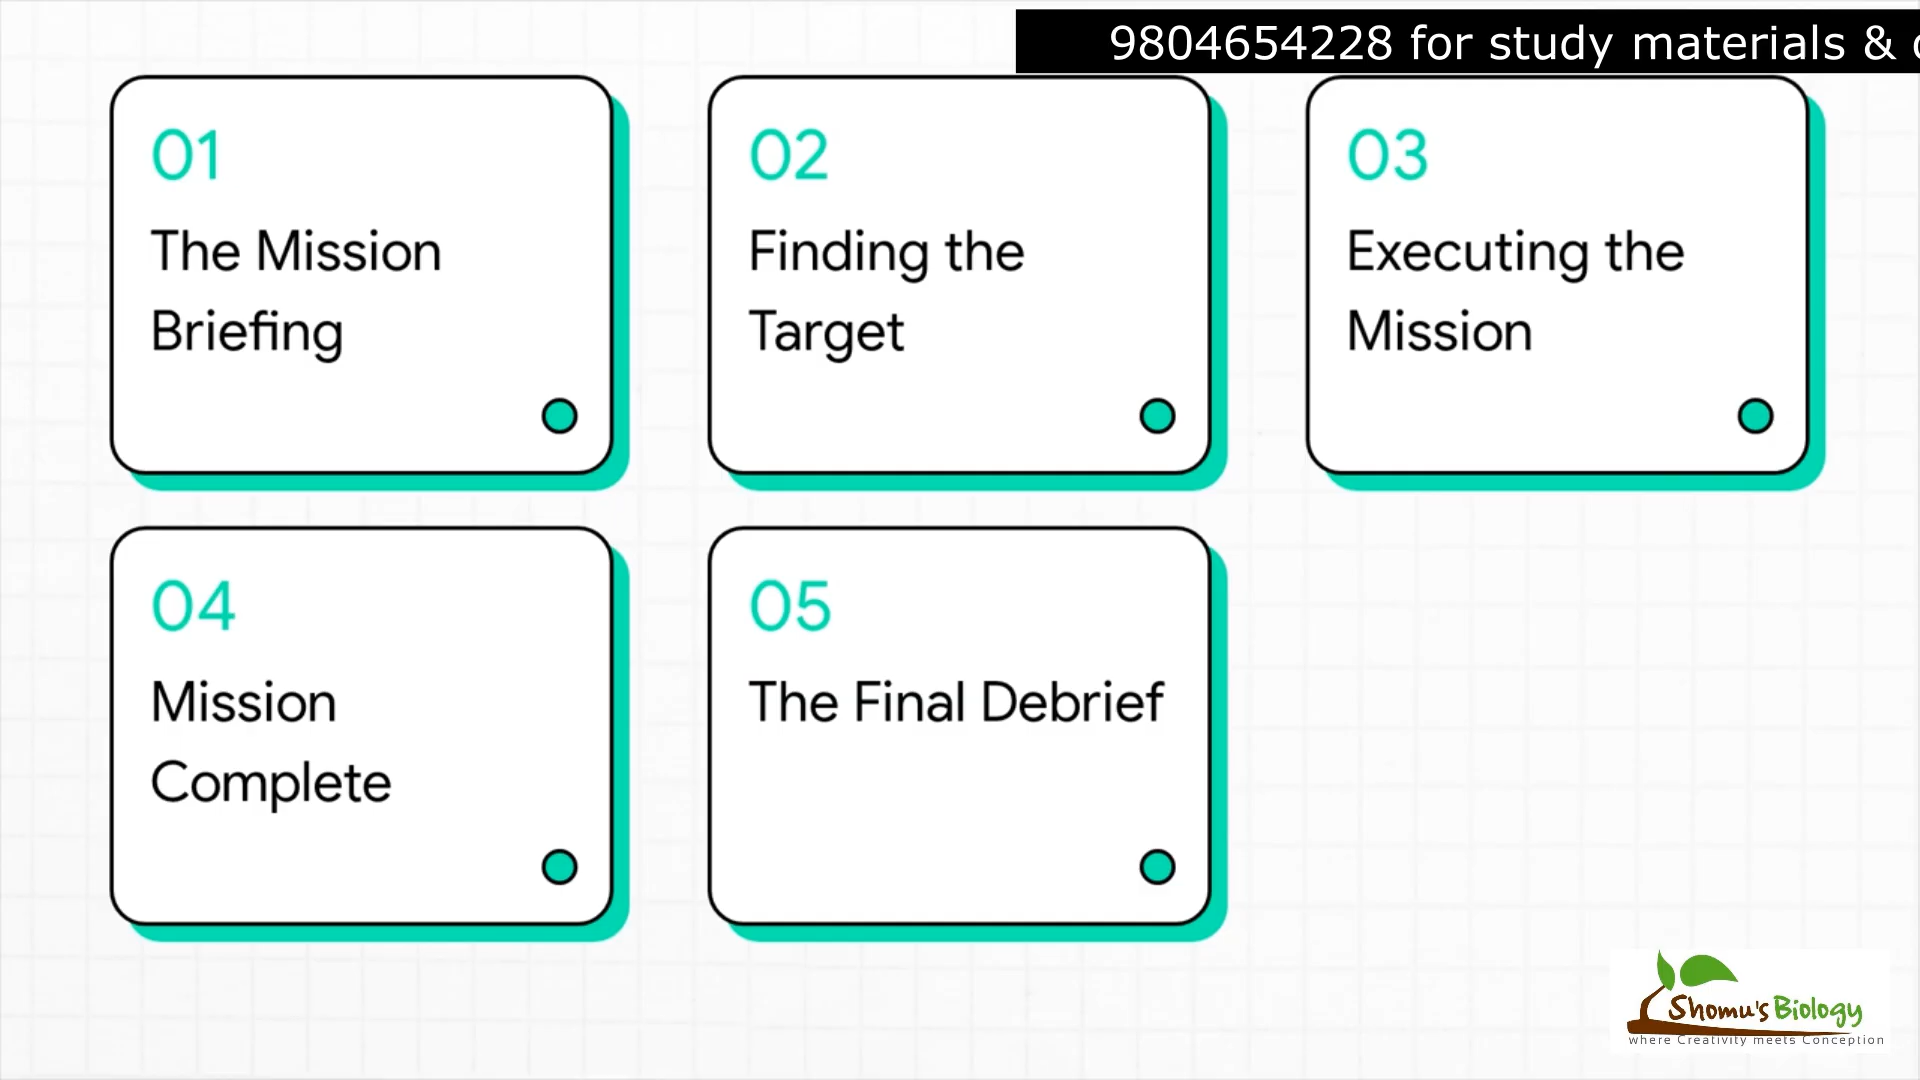 9804654228 for study materials &
01
The Mission
Briefing
02
Finding the
Target
03
Executing the
Mission
04
Mission
Complete
05
The Final Debrief
Shomu's Biology
where Creativity meets Conception